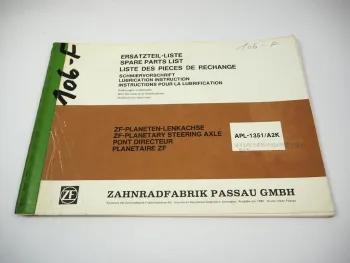 106-F
106-F
ERSATZTEIL-LISTE
SPARE PARTS LIST
LISTE DES PIECES DE RECHANGE
SCHMIERVORSCHRIFT
LUBRICATION INSTRUCTION
INSTRUCTIONS POUR LA LUBRIFICATION
ZF-PLANETEN-LENKACHSE
ZF-PLANETARY STEERING AXLE
PONT DIRECTEUR
PLANETAIRE ZF
APL-1351/A2K
ZF
ZAHNRADFABRIK PASSAU GMBH